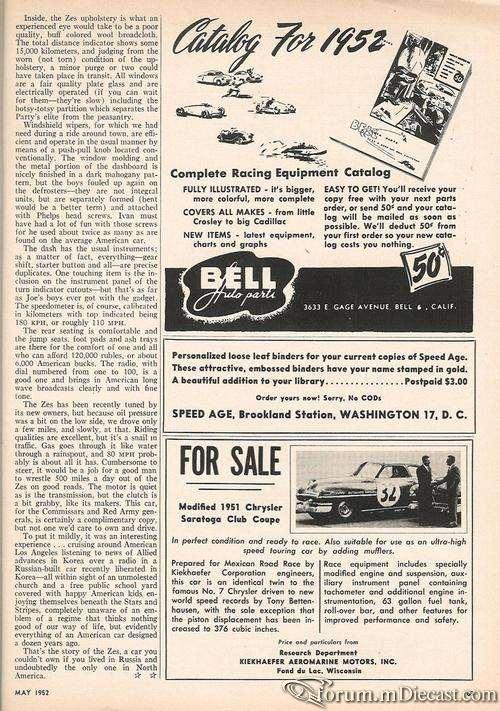 Inside, the Zes upholstery is what an
experienced eye would take to be a poor
quality, buff colored wool broadcloth.
The total distance indicator shows some
15,000 kilometers, and judging from the
worn (not torn) condition of the up-
holstery, a minor purge or two could
have taken place in transit. All windows
are a fair quality plate glass and are
electrically operated (if you can wait
for them—they're slow) including the
hotsy-totsy partition which separates the
Party's elite from the peasantry.
Windshield wipers, for which we had
need during a ride around town, are effi-
cient and operate in the usual manner by
means of a push-pull knob located con-
ventionally. The window molding and
the metal portion of the dashboard is
nicely finished in a dark mahogany pat-
tern, but the boys fouled up again on
the defrosters—they are not integral
units, but are separately formed (bent
would be a better term) and attached
with Phelps head screws. Ivan must
have had a lot of fun with those screws
for he used about twice as many as are
found on the average American car.
The dash has the usual instruments;
as a matter of fact, everything—gear
shift, starter button and all—are precise
duplicates. One touching item is the in-
clusion on the instrument panel of the
turn indicator cutouts—but that's as far
as Joe's boys ever got with the gadget.
The speedometer is, of course, calibrated
in kilometers with top indicated being
180 KPH, or roughly 110 MPH.
The rear seating is comfortable and
the jump seats, foot pads and ash trays
are there for the comfort of one and all
who can afford 120,000 rubles, or about
6,000 American bucks. The radio, with
dial numbered from one to 100, is a
good one and brings in American long
wave broadcasts clearly and with fine
tone.
The Zes has been recently tuned by
its new owners, but because oil pressure
was a bit on the low side, we drove only
a few miles, and slowly, at that. Riding
qualities are excellent, but it's a snail in
traffic. Gas goes through it like water
through a rainspout, and 80 MPH prob-
ably is about all it has. Cumbersome to
steer, it would be a job for a good man
to wrestle 500 miles a day out of the
Zes on good roads. The motor is quiet
as is the transmission, but the clutch is
a bit grabby, like its makers. This car,
for the Commissars and Red Army gen-
erals, is certainly a complimentary copy,
but not one we'd care to own and drive.
To put it mildly, it was an interesting
experience . . . cruising around American
Los Angeles listening to news of Allied
advances in Korea over a radio in a
Russian-built car recently liberated in
Korea—all within sight of an unmolested
church and a free public school yard
covered with happy American kids en-
joying themselves beneath the Stars and
Stripes, completely unaware of an em-
blem of a regime that thinks nothing
good of our way of life, but evidently
everything of an American car designed
a dozen years ago.
That's the story of the Zes, a car you
couldn't own if you lived in Russia and
undoubtedly the only one in North
America. ☆ ☆
MAY 1952
Catalog For 1952
BELL
Complete Racing Equipment Catalog
FULLY ILLUSTRATED - it's bigger,
more colorful, more complete
COVERS ALL MAKES - from little
Crosley to big Cadillac
NEW ITEMS - latest equipment,
charts and graphs
EASY TO GET! You'll receive your
copy free with your next parts
order, or send 50¢ and your cata-
log will be mailed as soon as
possible. We'll deduct 50¢ from
your first order so your new cata-
log costs you nothing.
50¢
BELL
Auto parts
3633 E. GAGE AVENUE, BELL 6, CALIF.
Personalized loose leaf binders for your current copies of Speed Age.
These attractive, embossed binders have your name stamped in gold.
A beautiful addition to your library................Postpaid $3.00
Order yours now! Sorry, No CODs
SPEED AGE, Brookland Station, WASHINGTON 17, D. C.
FOR SALE
Modified 1951 Chrysler
Saratoga Club Coupe
32
In perfect condition and ready to race. Also suitable for use as an ultra-high
speed touring car by adding mufflers.
Prepared for Mexican Road Race by
Kiekhaefer Corporation engineers,
this car is an identical twin to the
famous No. 7 Chrysler driven to new
world speed records by Tony Betten-
hausen, with the sole exception that
the piston displacement has been in-
creased to 376 cubic inches.
Race equipment includes specially
modified engine and suspension, aux-
iliary instrument panel containing
tachometer and additional engine in-
strumentation, 63 gallon fuel tank,
roll-over bar, and other features for
improved performance and safety.
Price and particulars from
Research Department
KIEKHAEFER AEROMARINE MOTORS, INC.
Fond du Lac, Wisconsin
forum.mDiecast.com